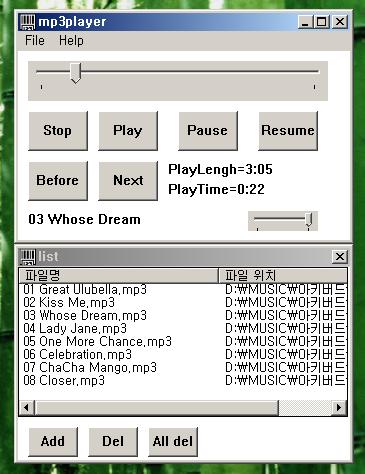 mp3player
File Help
Stop Play Pause Resume
Before Next
PlayLengh=3:05
PlayTime=0:22
03 Whose Dream
list
파일명 파일 위치
01 Great Ulubella.mp3 D:₩MUSIC₩아키버드
02 Kiss Me.mp3 D:₩MUSIC₩아키버드
03 Whose Dream.mp3 D:₩MUSIC₩아키버드
04 Lady Jane.mp3 D:₩MUSIC₩아키버드
05 One More Chance.mp3 D:₩MUSIC₩아키버드
06 Celebration.mp3 D:₩MUSIC₩아키버드
07 ChaCha Mango.mp3 D:₩MUSIC₩아키버드
08 Closer.mp3 D:₩MUSIC₩아키버드
Add Del All del